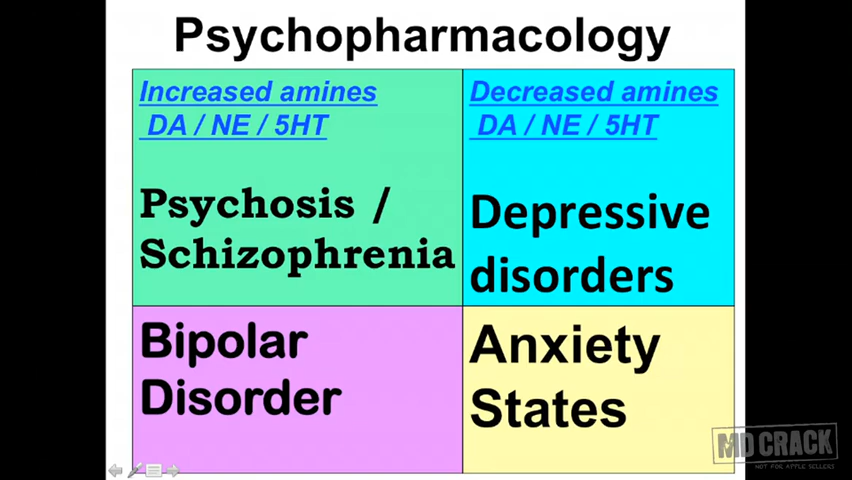 Psychopharmacology
Increased amines
DA / NE / 5HT
Psychosis /
Schizophrenia
Decreased amines
DA / NE / 5HT
Depressive
disorders
Bipolar
Disorder
Anxiety
States
MD CRACK
NOT FOR APPLE SELLERS